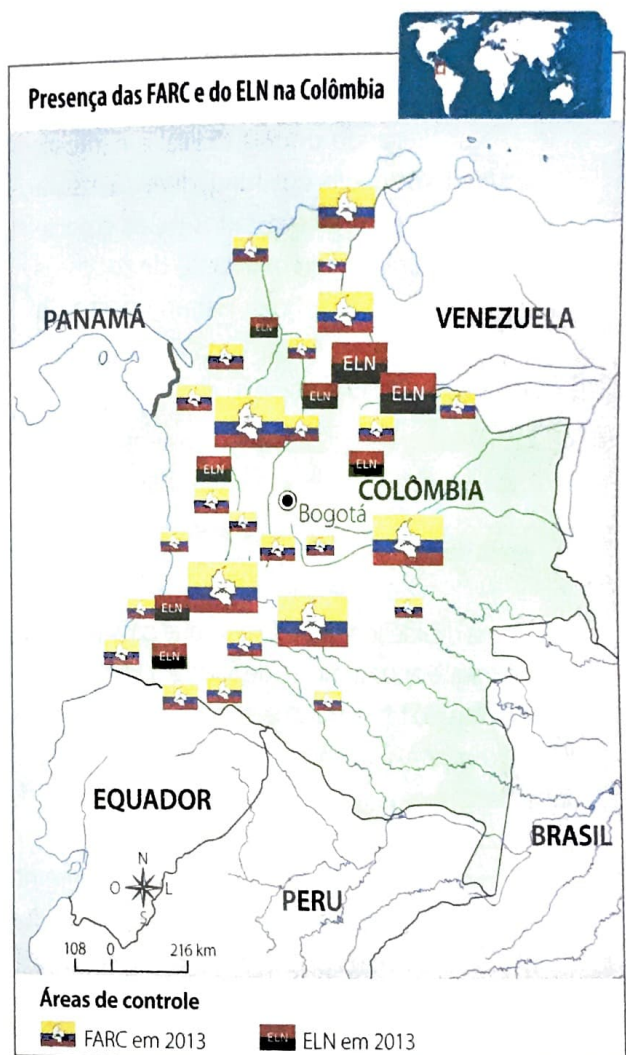 Presença das FARC e do ELN na Colômbia
PANAMÁ
VENEZUELA
ELN
ELN
ELN
ELN
ELN
ELN
COLÔMBIA
Bogotá
ELN
ELN
EQUADOR
BRASIL
PERU
N
O
L
S
108 0 216 km
Áreas de controle
FARC em 2013
ELN
ELN em 2013